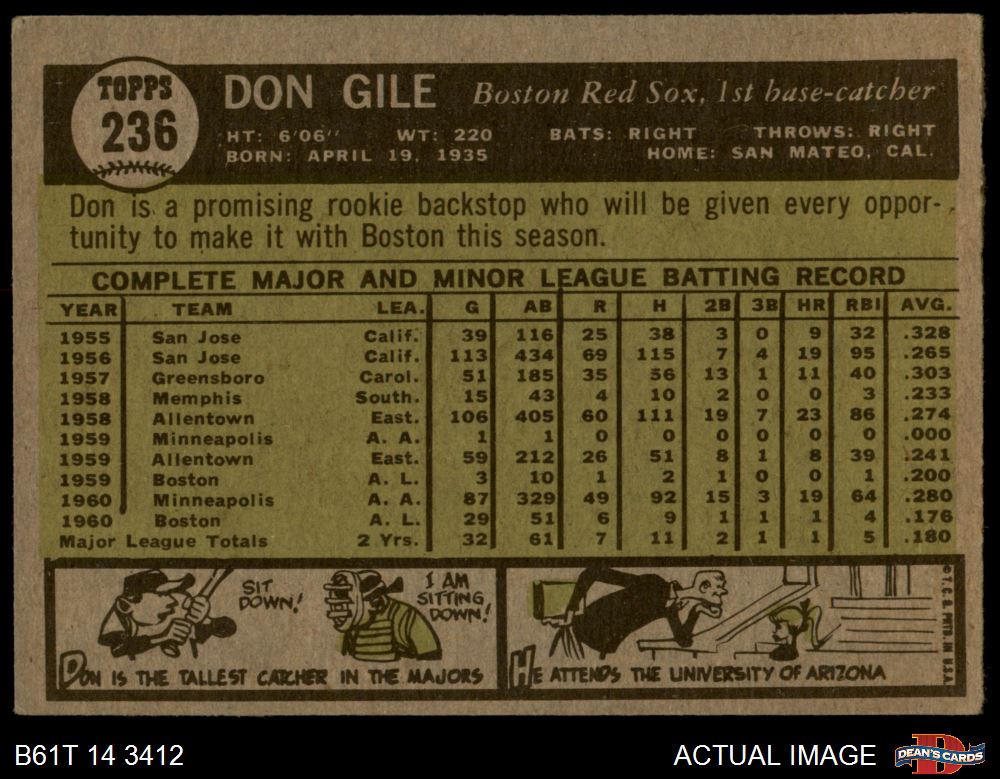 TOPPS
236
DON GILE Boston Red Sox, 1st base-catcher
HT: 6'06" WT: 220 BATS: RIGHT THROWS: RIGHT
BORN: APRIL 19, 1935 HOME: SAN MATEO, CAL.
Don is a promising rookie backstop who will be given every oppor-
tunity to make it with Boston this season.
COMPLETE MAJOR AND MINOR LEAGUE BATTING RECORD
YEAR TEAM LEA. G AB R H 2B 3B HR RBI AVG.
1955 San Jose Calif. 39 116 25 38 3 0 9 32 .328
1956 San Jose Calif. 113 434 69 115 7 4 19 95 .265
1957 Greensboro Carol. 51 185 35 56 13 1 11 40 .303
1958 Memphis South. 15 43 4 10 2 0 0 3 .233
1958 Allentown East. 106 405 60 111 19 7 23 86 .274
1959 Minneapolis A. A. 1 1 0 0 0 0 0 0 .000
1959 Allentown East. 59 212 26 51 8 1 8 39 .241
1959 Boston A. L. 3 10 1 2 1 0 0 1 .200
1960 Minneapolis A. A. 87 329 49 92 15 3 19 64 .280
1960 Boston A. L. 29 51 6 9 1 1 1 4 .176
Major League Totals 2 Yrs. 32 61 7 11 2 1 1 5 .180
SIT
DOWN!
I AM
SITTING
DOWN!
DON IS THE TALLEST CATCHER IN THE MAJORS
HE ATTENDS THE UNIVERSITY OF ARIZONA
© T. C. G. PRTD. IN U.S.A.
B61T 14 3412
ACTUAL IMAGE
D
DEAN'S CARDS